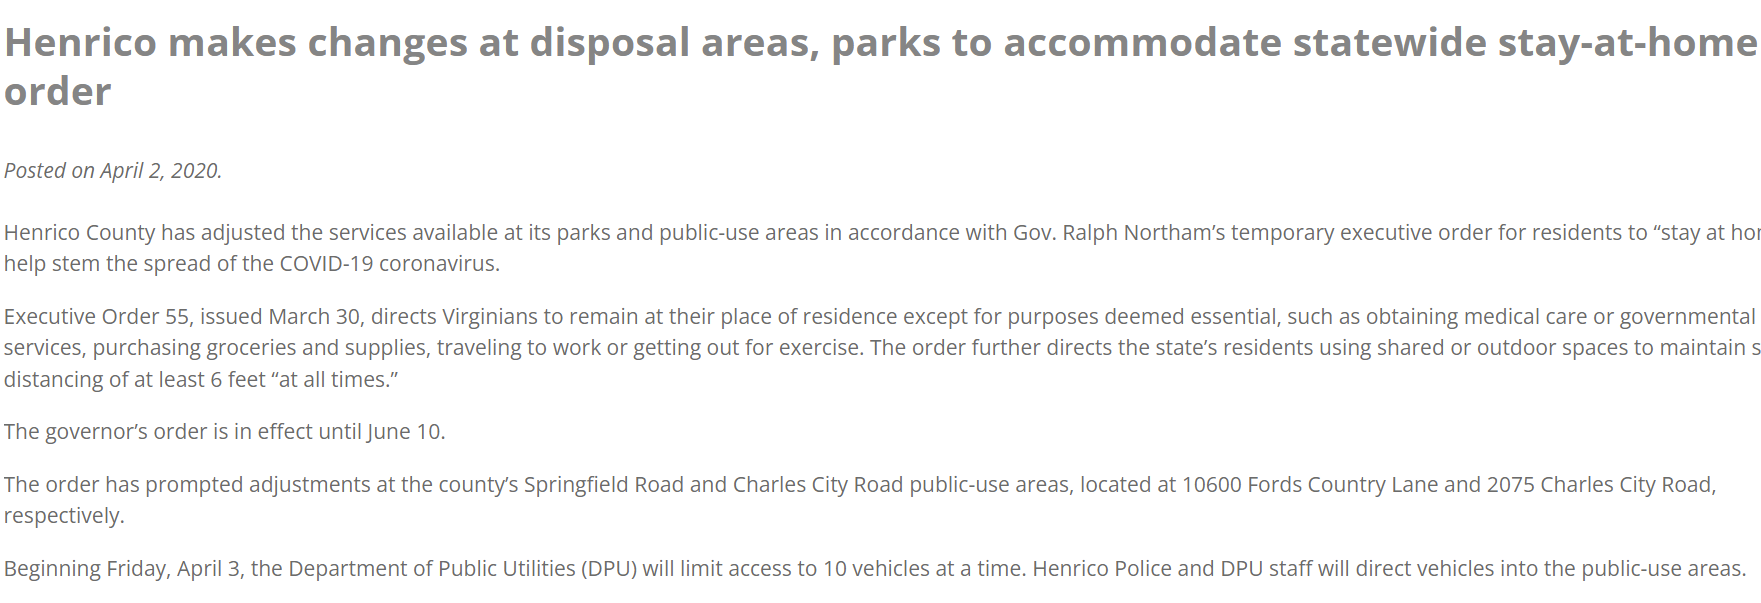 Henrico makes changes at disposal areas, parks to accommodate statewide stay-at-home
order
Posted on April 2, 2020.
Henrico County has adjusted the services available at its parks and public-use areas in accordance with Gov. Ralph Northam’s temporary executive order for residents to “stay at
help stem the spread of the COVID-19 coronavirus.
Executive Order 55, issued March 30, directs Virginians to remain at their place of residence except for purposes deemed essential, such as obtaining medical care or governmental
services, purchasing groceries and supplies, traveling to work or getting out for exercise. The order further directs the state’s residents using shared or outdoor spaces to maintain
distancing of at least 6 feet “at all times.”
The governor’s order is in effect until June 10.
The order has prompted adjustments at the county’s Springfield Road and Charles City Road public-use areas, located at 10600 Fords Country Lane and 2075 Charles City Road,
respectively.
Beginning Friday, April 3, the Department of Public Utilities (DPU) will limit access to 10 vehicles at a time. Henrico Police and DPU staff will direct vehicles into the public-use areas.